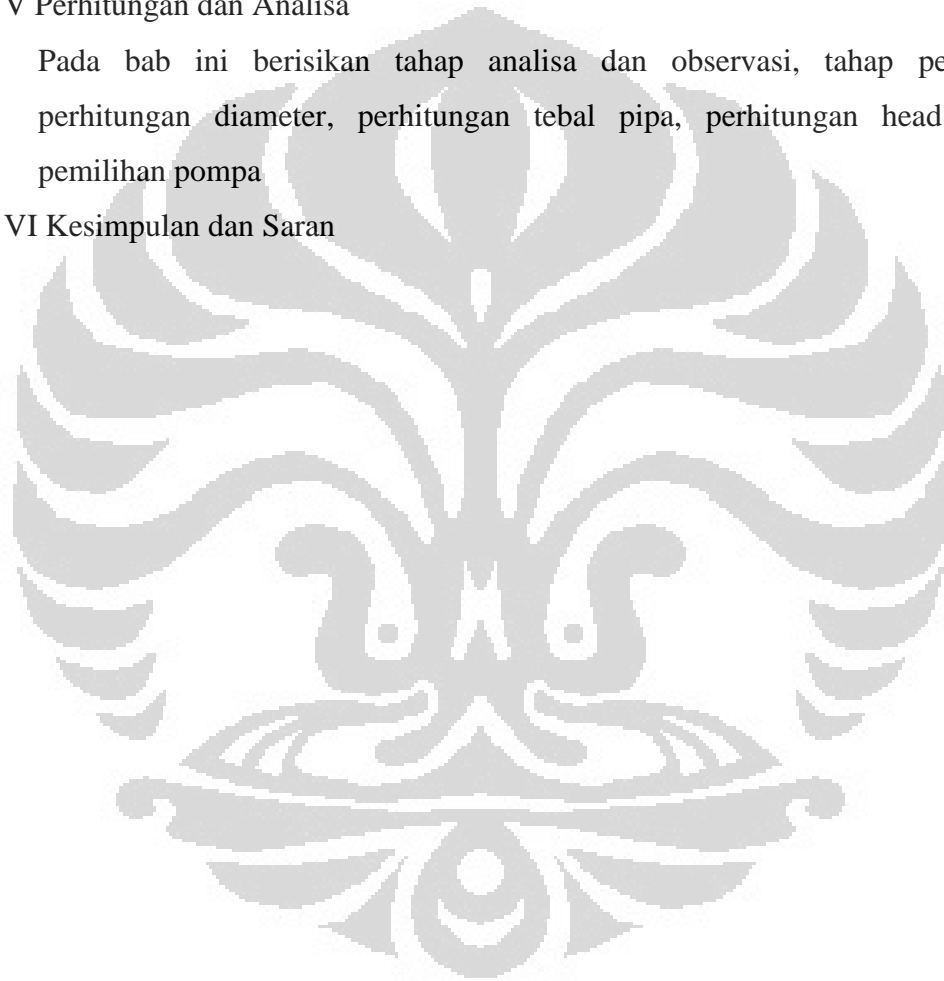 V Perhitungan dan Analisa
Pada bab ini berisikan tahap analisa dan observasi, tahap
perhitungan diameter, perhitungan tebal pipa, perhitungan head
pemilihan pompa
VI Kesimpulan dan Saran